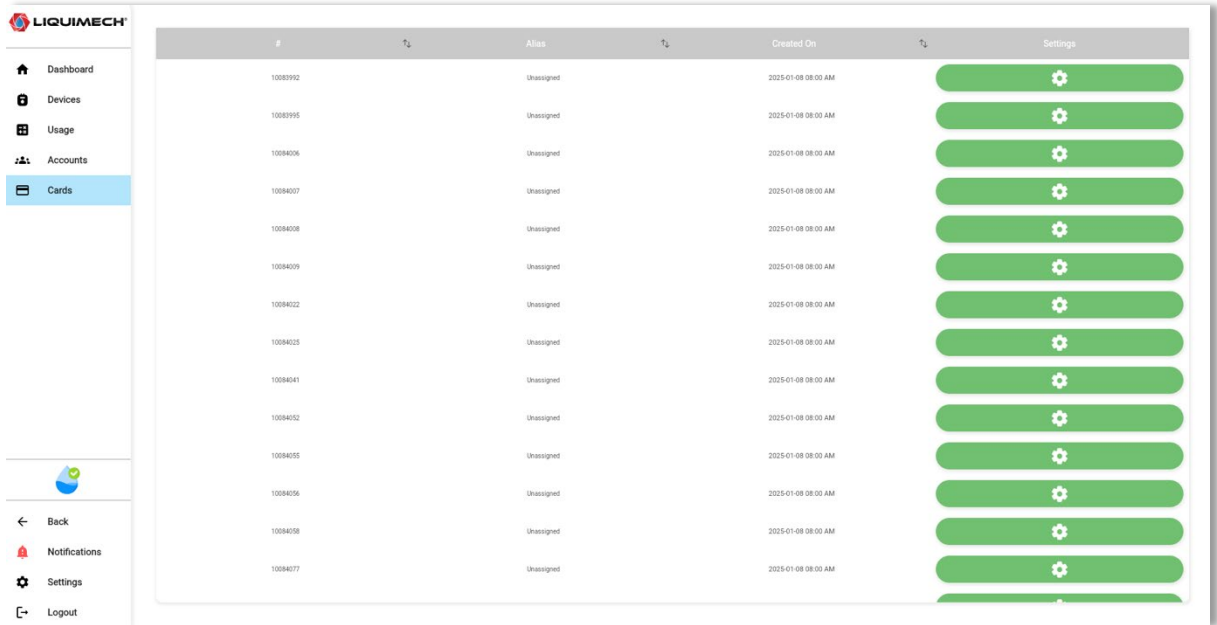 LIQUIMECH®
Dashboard
Devices
Usage
Accounts
Cards
Back
Notifications
Settings
Logout
# Alias Created On Settings
10083992 Unassigned 2025-01-08 08:00 AM
10083995 Unassigned 2025-01-08 08:00 AM
10084006 Unassigned 2025-01-08 08:00 AM
10084007 Unassigned 2025-01-08 08:00 AM
10084008 Unassigned 2025-01-08 08:00 AM
10084009 Unassigned 2025-01-08 08:00 AM
10084022 Unassigned 2025-01-08 08:00 AM
10084025 Unassigned 2025-01-08 08:00 AM
10084041 Unassigned 2025-01-08 08:00 AM
10084052 Unassigned 2025-01-08 08:00 AM
10084055 Unassigned 2025-01-08 08:00 AM
10084056 Unassigned 2025-01-08 08:00 AM
10084058 Unassigned 2025-01-08 08:00 AM
10084077 Unassigned 2025-01-08 08:00 AM